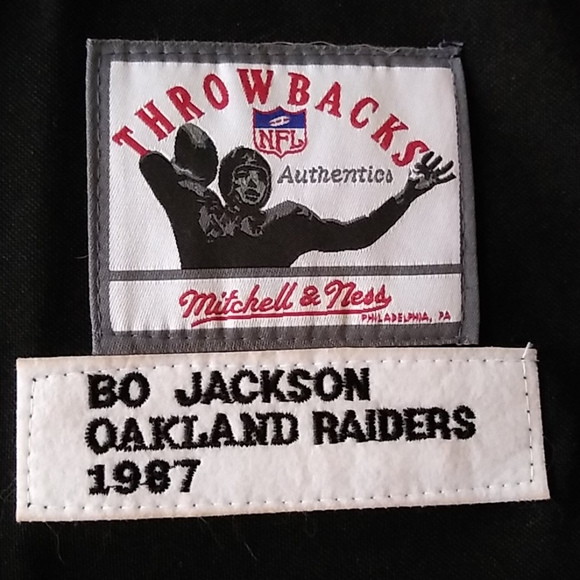 THROWBACKS
NFL
Authentics
Mitchell & Ness
PHILADELPHIA, PA
BO JACKSON
OAKLAND RAIDERS
1987